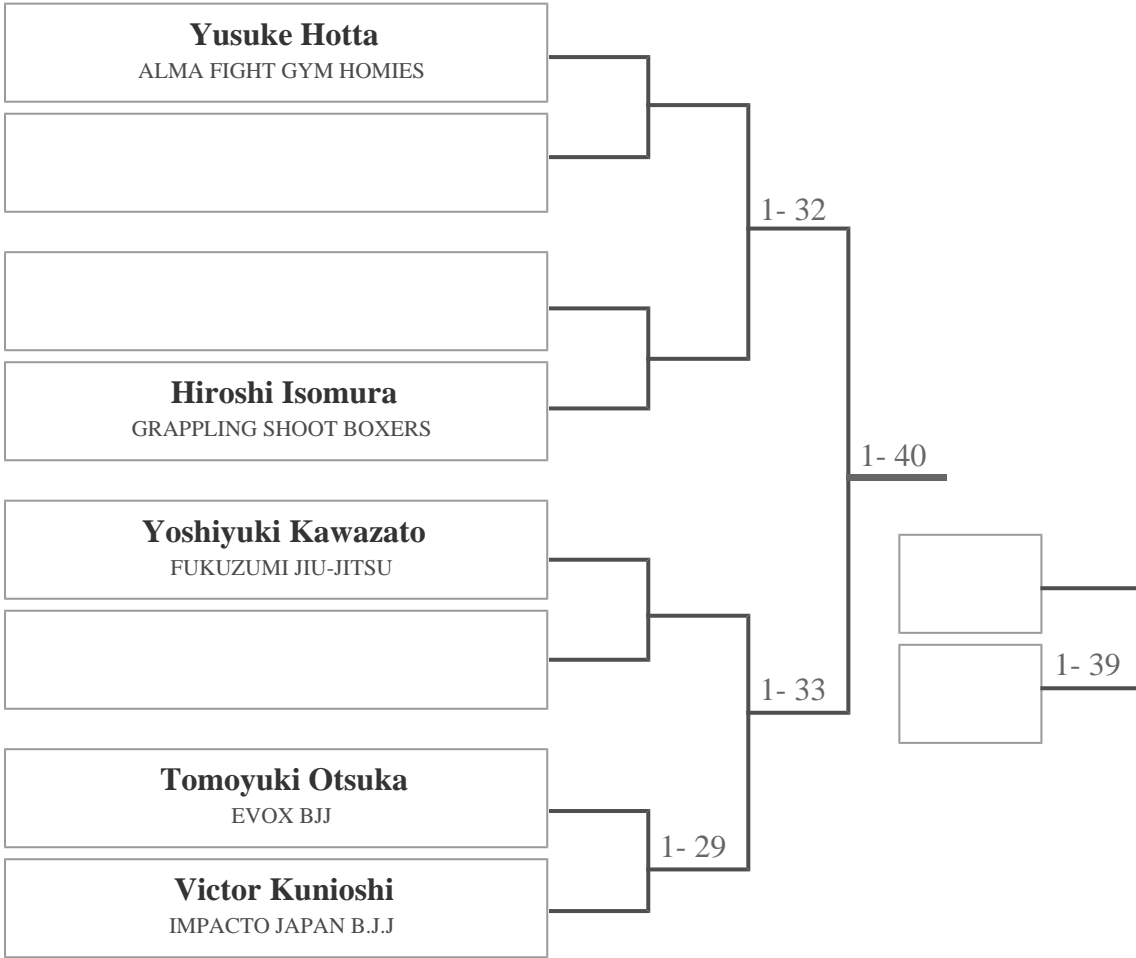 Yusuke Hotta
ALMA FIGHT GYM HOMIES
1- 32
Hiroshi Isomura
GRAPPLING SHOOT BOXERS
1- 40
Yoshiyuki Kawazato
FUKUZUMI JIU-JITSU
1- 39
1- 33
Tomoyuki Otsuka
EVOX BJJ
1- 29
Victor Kunioshi
IMPACTO JAPAN B.J.J